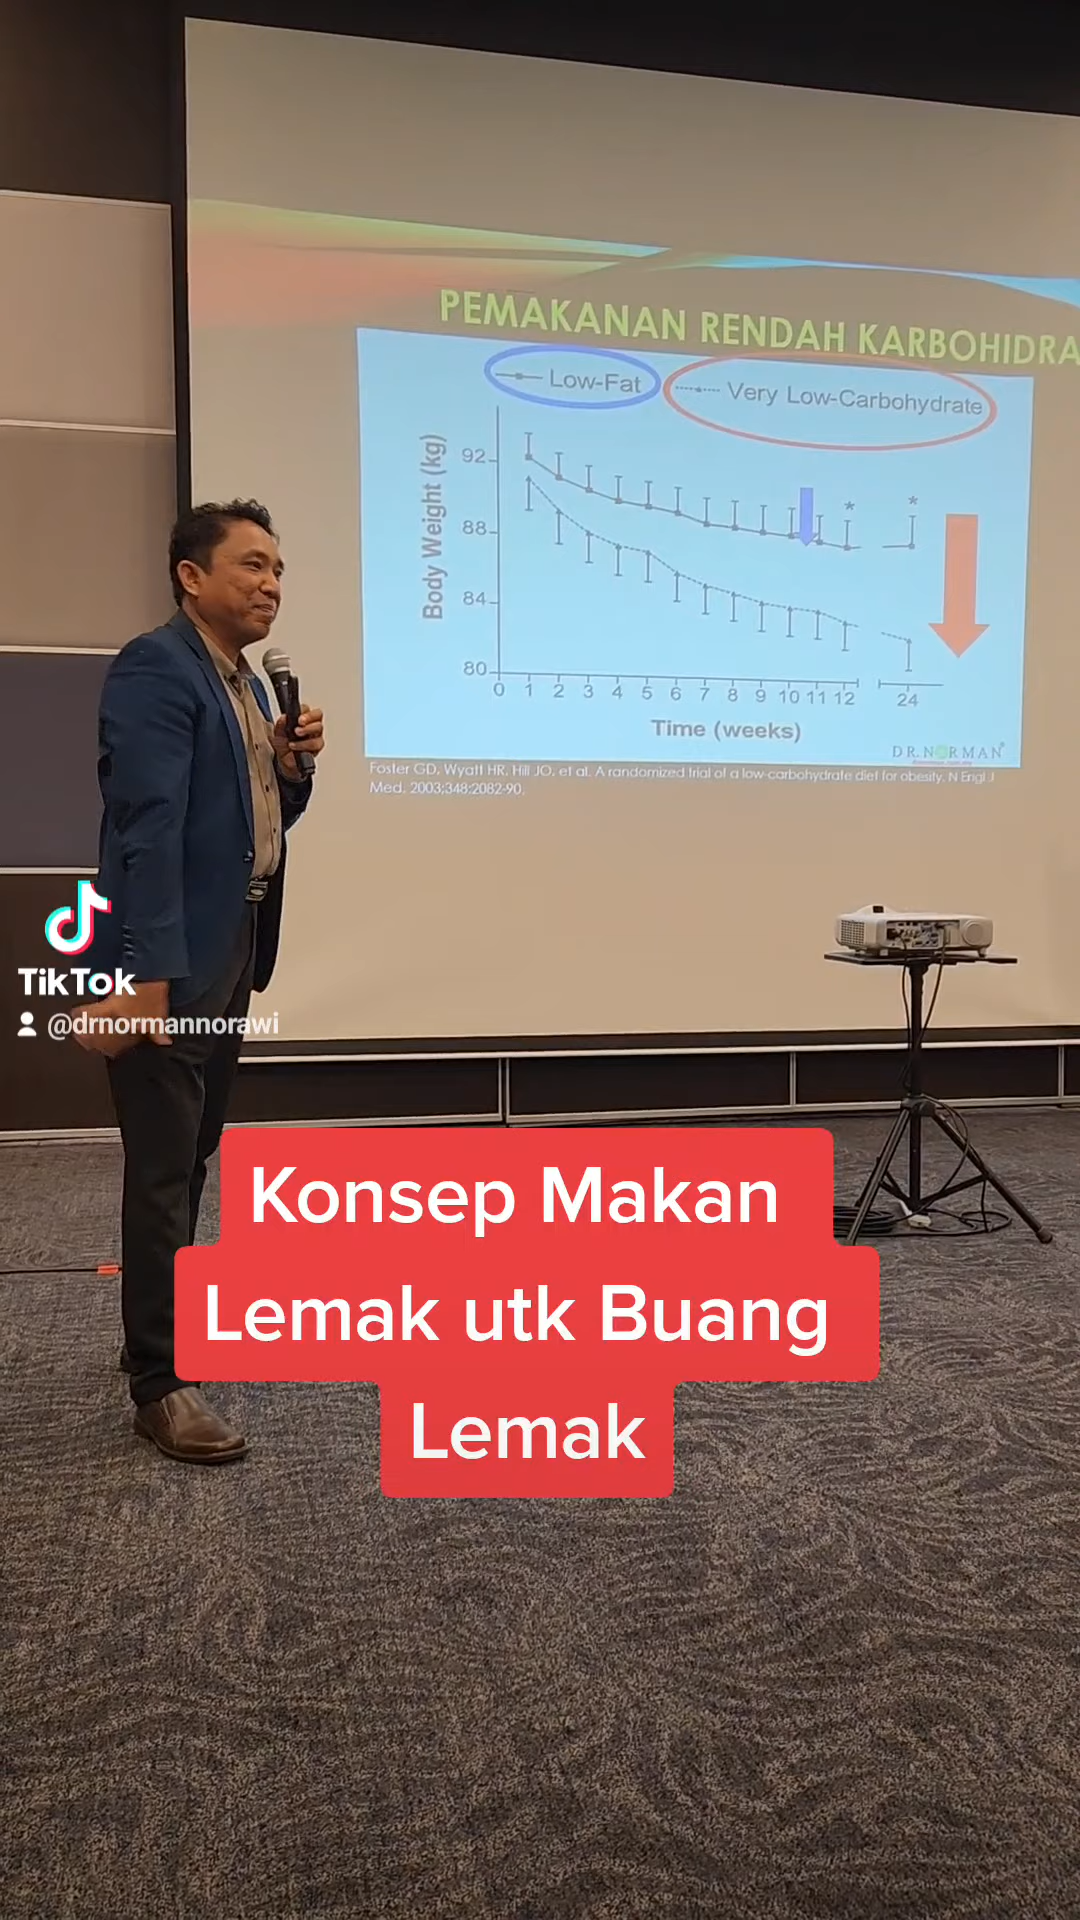 PEMAKANAN RENDAH KARBOHIDRA
Low-Fat
Very Low-Carbohydrate
Body Weight (kg)
92
88
84
80
* *
0 1 2 3 4 5 6 7 8 9 10 11 12 24
Time (weeks)
DR. NORMAN
Foster GD, Wyatt HR, Hill JO, et al. A randomized trial of a low-carbohydrate diet for obesity. N Engl J
Med. 2003;348:2082-90.
TikTok
@drnormannorawi
Konsep Makan
Lemak utk Buang
Lemak